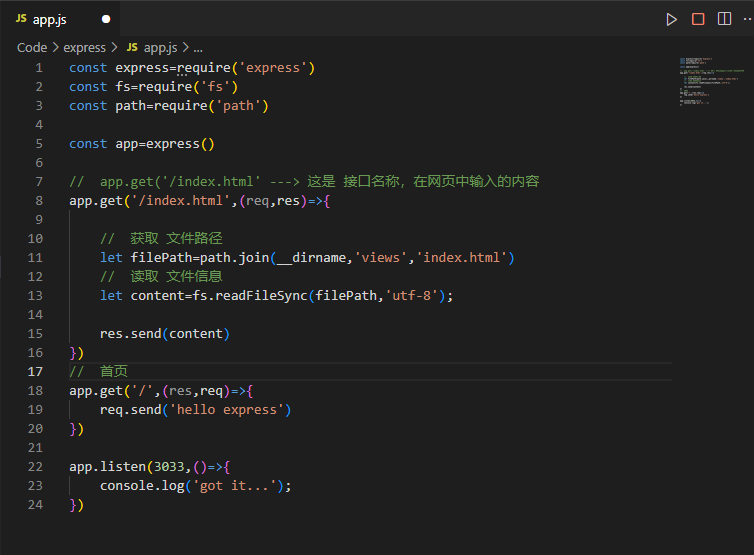 JS app.js
Code > express > JS app.js > ...
1 const express=require('express')
2 const fs=require('fs')
3 const path=require('path')
4
5 const app=express()
6
7 //  app.get('/index.html' ---> 这是 接口名称，在网页中输入的内容
8 app.get('/index.html',(req,res)=>{
9
10     //  获取 文件路径
11     let filePath=path.join(__dirname,'views','index.html')
12     //  读取 文件信息
13     let content=fs.readFileSync(filePath,'utf-8');
14
15     res.send(content)
16 })
17 //  首页
18 app.get('/',(res,req)=>{
19     req.send('hello express')
20 })
21
22 app.listen(3033,()=>{
23     console.log('got it...');
24 })